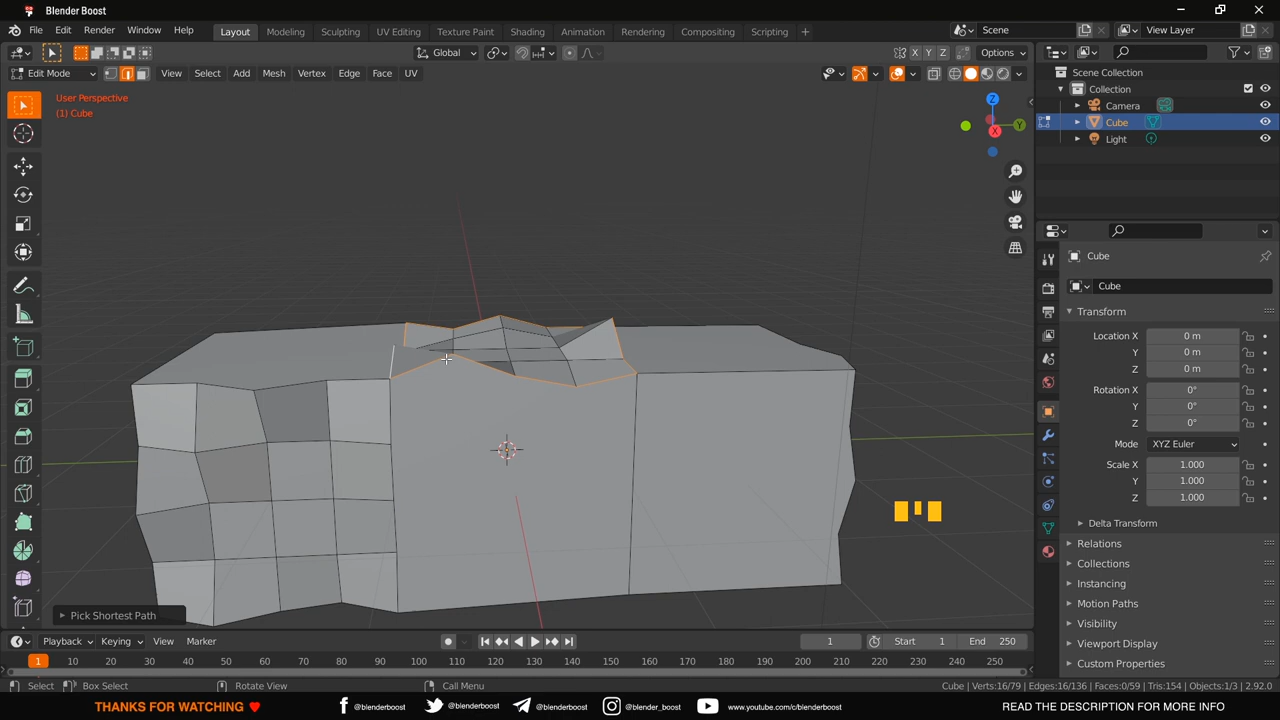 Blender Boost
File Edit Render Window Help
Layout Modeling Sculpting UV Editing Texture Paint Shading Animation Rendering Compositing Scripting +
Scene
View Layer
Global
X Y Z
Options
Edit Mode
View Select Add Mesh Vertex Edge Face UV
User Perspective
(1) Cube
Z
Y
X
Pick Shortest Path
Scene Collection
Collection
Camera
Cube
Light
Cube
Cube
Transform
Location X 0 m
Y 0 m
Z 0 m
Rotation X 0°
Y 0°
Z 0°
Mode XYZ Euler
Scale X 1.000
Y 1.000
Z 1.000
Delta Transform
Relations
Collections
Instancing
Motion Paths
Visibility
Viewport Display
Custom Properties
Playback Keying View Marker
1
Start 1
End 250
1 10 20 30 40 50 60 70 80 90 100 110 120 130 140 150 160 170 180 190 200 210 220 230 240 250
Select Box Select Rotate View Call Menu
Cube | Verts:16/79 | Edges:16/136 | Faces:0/59 | Tris:154 | Objects:1/3 | 2.92.0
THANKS FOR WATCHING
@blenderboost
@blenderboost
@blenderboost
@blender_boost
www.youtube.com/c/blenderboost
READ THE DESCRIPTION FOR MORE INFO